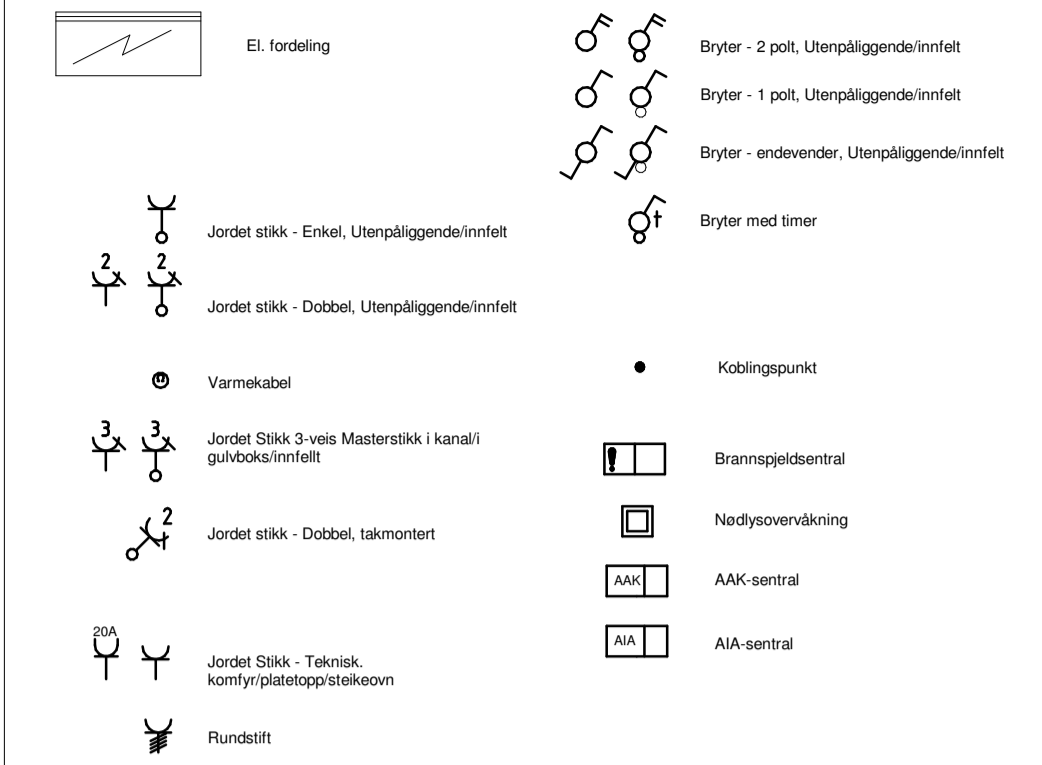 El. fordeling
Jordet stikk - Enkel, Utenpåliggende/innfelt
2 2
Jordet stikk - Dobbel, Utenpåliggende/innfelt
Varmekabel
3 3
Jordet Stikk 3-veis Masterstikk i kanal/i
gulvboks/innfellt
2
Jordet stikk - Dobbel, takmontert
20A
Jordet Stikk - Teknisk.
komfyr/platetopp/steikeovn
Rundstift
Bryter - 2 polt, Utenpåliggende/innfelt
Bryter - 1 polt, Utenpåliggende/innfelt
Bryter - endevender, Utenpåliggende/innfelt
t
Bryter med timer
Koblingspunkt
!
Brannspjeldsentral
Nødlysovervåkning
AAK
AAK-sentral
AIA
AIA-sentral